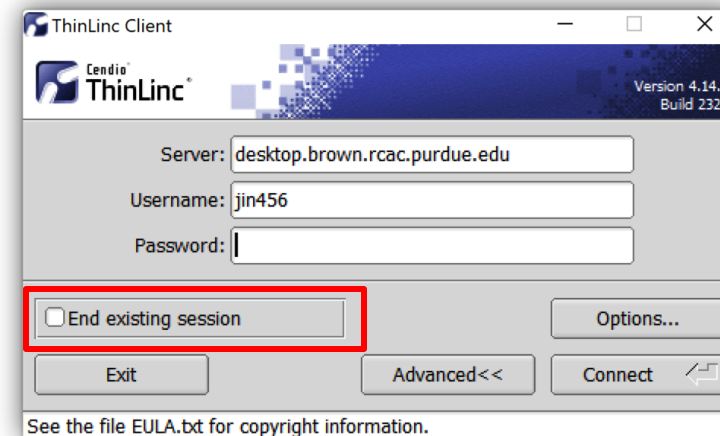 ThinLinc Client
Cendio
ThinLinc
Version 4.14.
Build 232
Server: desktop.brown.rcac.purdue.edu
Username: jin456
Password:
End existing session
Options...
Exit
Advanced<<
Connect
See the file EULA.txt for copyright information.